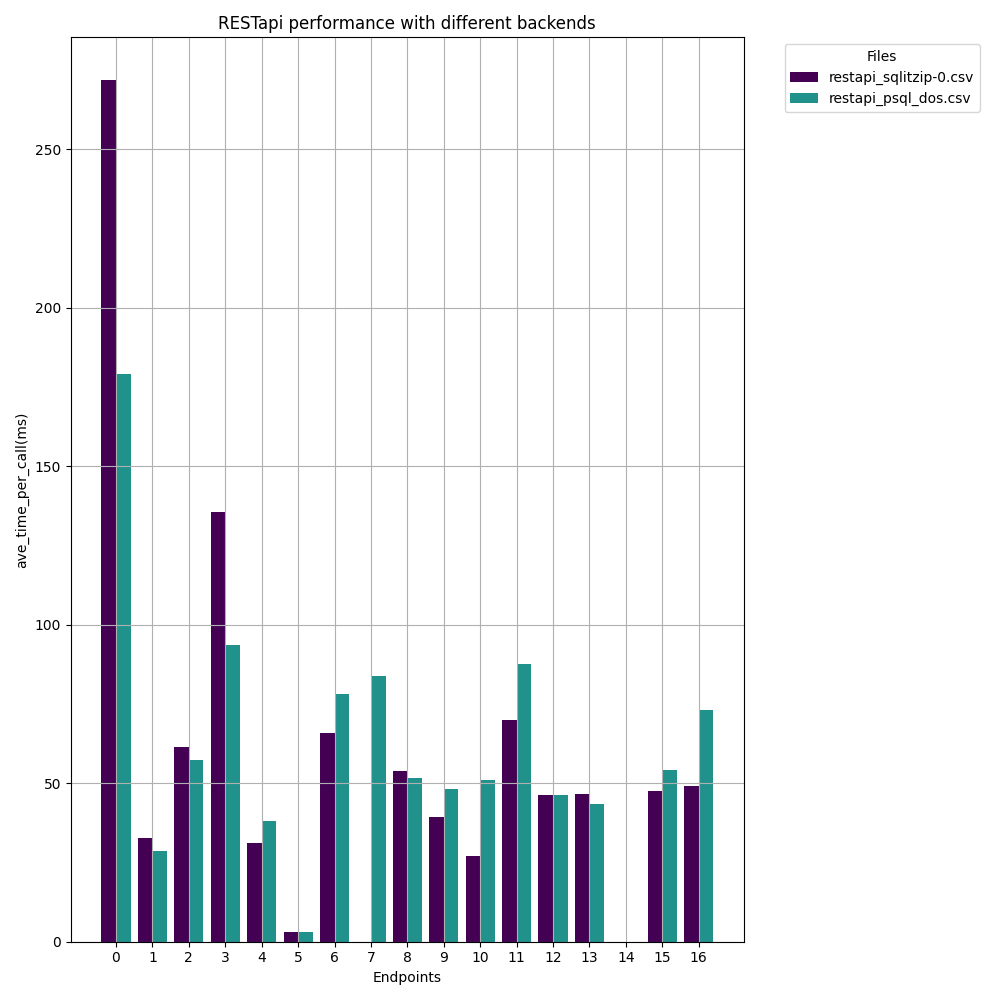 RESTapi performance with different backends
Files
restapi_sqlitzip-0.csv
restapi_psql_dos.csv
250
200
150
100
50
0
ave_time_per_call(ms)
0 1 2 3 4 5 6 7 8 9 10 11 12 13 14 15 16
Endpoints